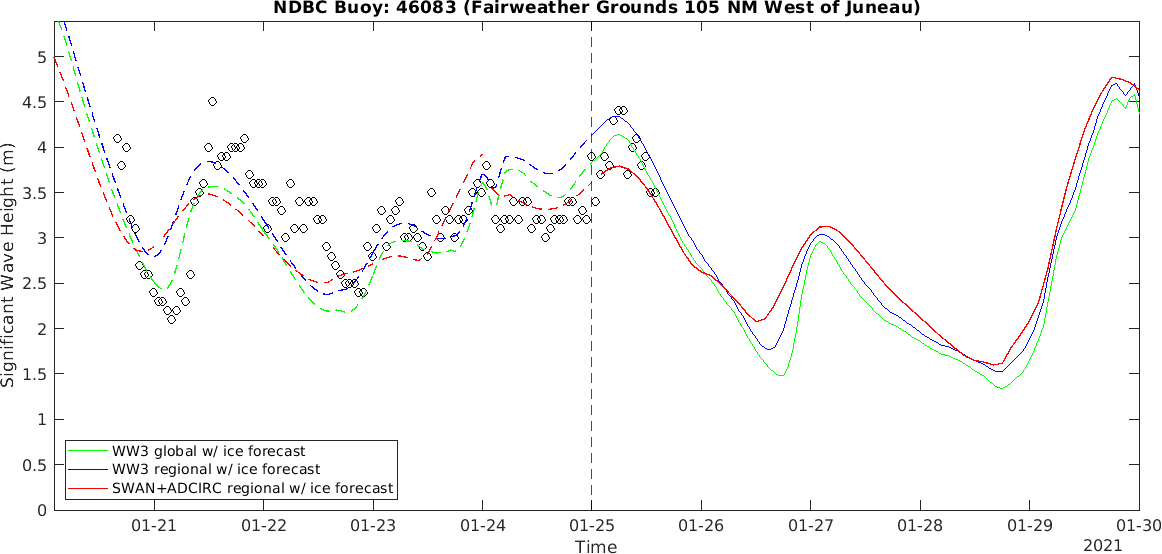 NDBC Buoy: 46083 (Fairweather Grounds 105 NM West of Juneau)
Significant Wave Height (m)
5
4.5
4
3.5
3
2.5
2
1.5
1
0.5
0
WW3 global w/ ice forecast
WW3 regional w/ ice forecast
SWAN+ADCIRC regional w/ ice forecast
01-21 01-22 01-23 01-24 01-25 01-26 01-27 01-28 01-29 01-30
Time
2021